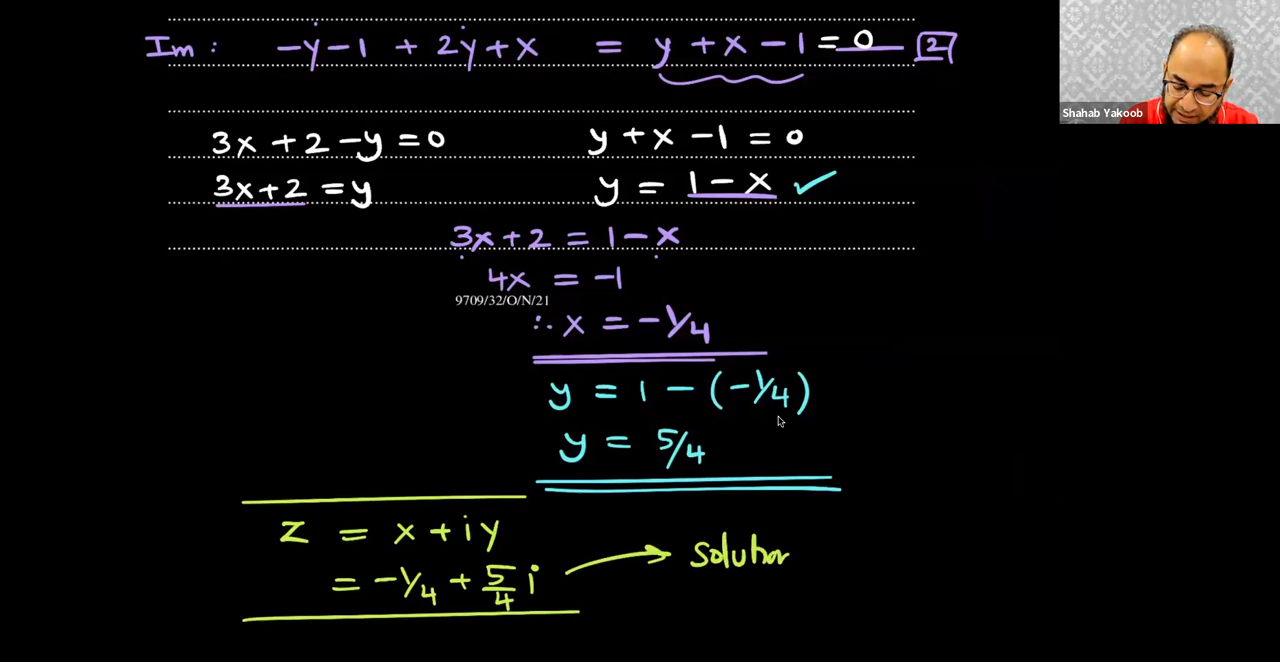 Im : -y-1 + 2y+x = y + x - 1 = 0 [2]
Shahab Yakoob
3x + 2 - y = 0 y + x - 1 = 0
3x + 2 = y y = 1 - x ✓
3x + 2 = 1 - x
4x = -1
9709/32/O/N/21
∴ x = -1/4
y = 1 - (-1/4)
y = 5/4
z = x + iy
= -1/4 + 5/4 i → solution